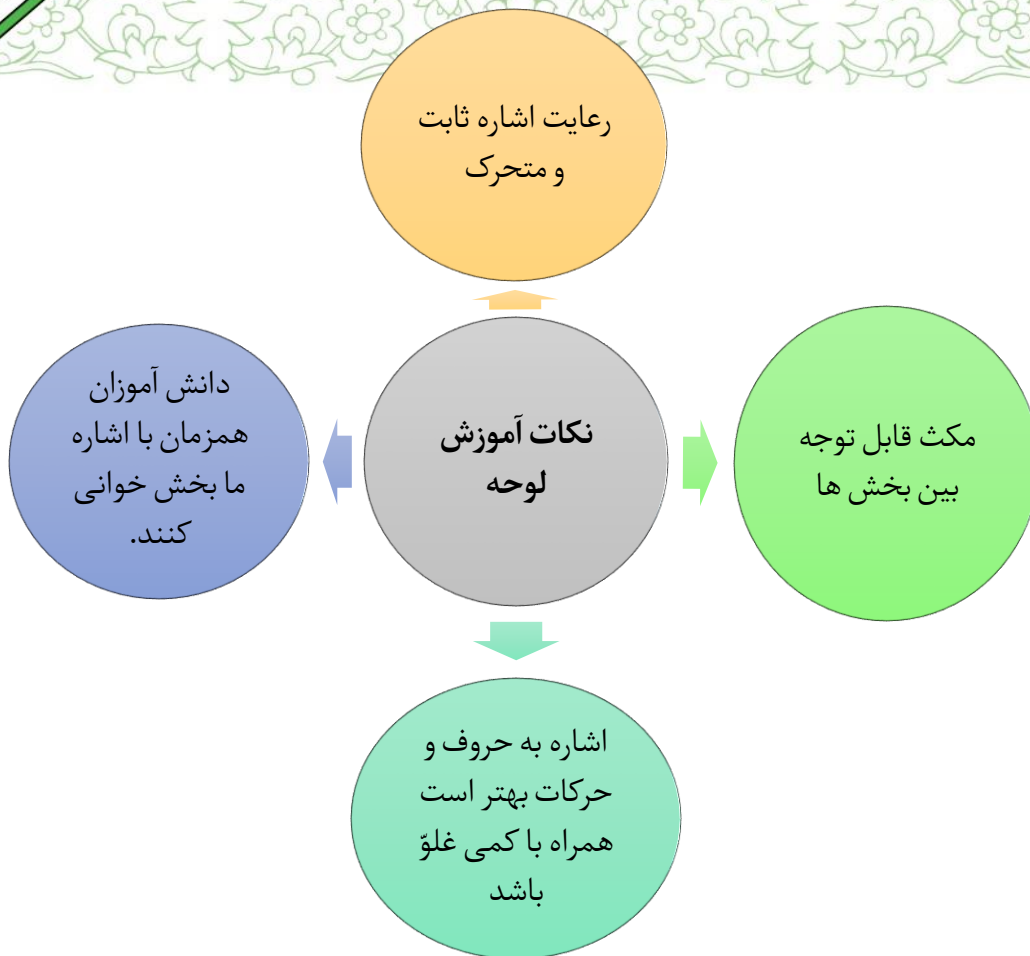 رعایت اشاره ثابت
و متحرک
نکات آموزش
لوحه
مکث قابل توجه
بین بخش ها
دانش آموزان
همزمان با اشاره
ما بخش خوانی
کنند.
اشاره به حروف و
حرکات بهتر است
همراه با کمی غلوّ
باشد